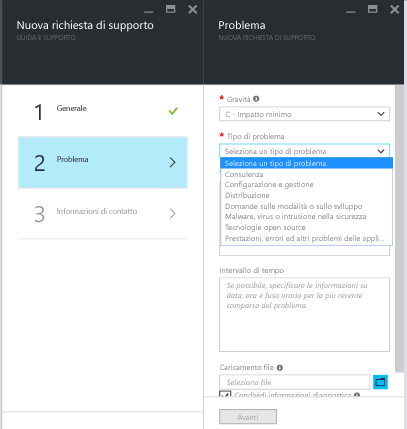 Nuova richiesta di supporto
GUIDA E SUPPORTO
1 Generale
2 Problema
3 Informazioni di contatto
Problema
NUOVA RICHIESTA DI SUPPORTO
* Gravità
C - Impatto minimo
* Tipo di problema
Seleziona un tipo di problema
Seleziona un tipo di problema
Consulenza
Configurazione e gestione
Distribuzione
Domande sulle modalità o sullo sviluppo
Malware, virus o intrusione nella sicurezza
Tecnologie open source
Prestazioni, errori ed altri problemi delle appli...
Intervallo di tempo
Se possibile, specificare le informazioni su
data, ora e fuso orario per la più recente
comparsa del problema.
Caricamento file
Seleziona file
Condividi informazioni diagnostica
Avanti